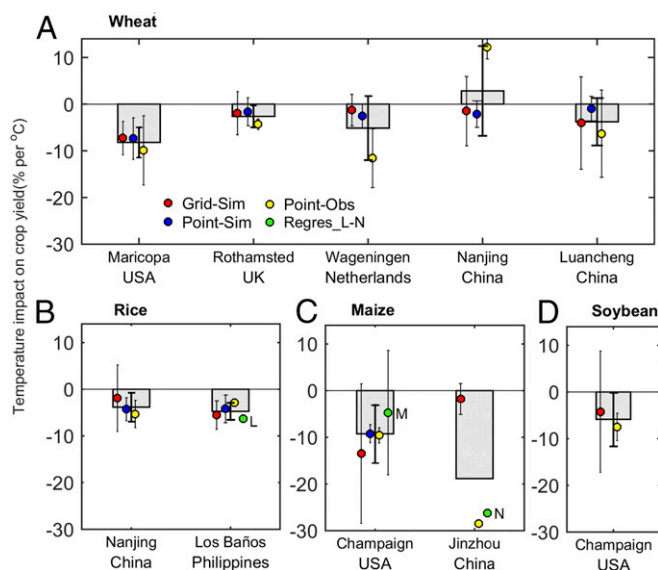 A Wheat
10
0
-10
-20
-30
Grid-Sim Point-Obs
Point-Sim Regres_L-N
Maricopa Rothamsted Wageningen Nanjing Luancheng
USA UK Netherlands China China
Temperature impact on crop yield(% per °C)
B Rice
10
0
-10
-20
-30
L
Nanjing Los Baños
China Philippines
C Maize
10
0
-10
-20
-30
M
N
Champaign Jinzhou
USA China
D Soybean
10
0
-10
-20
-30
Champaign
USA